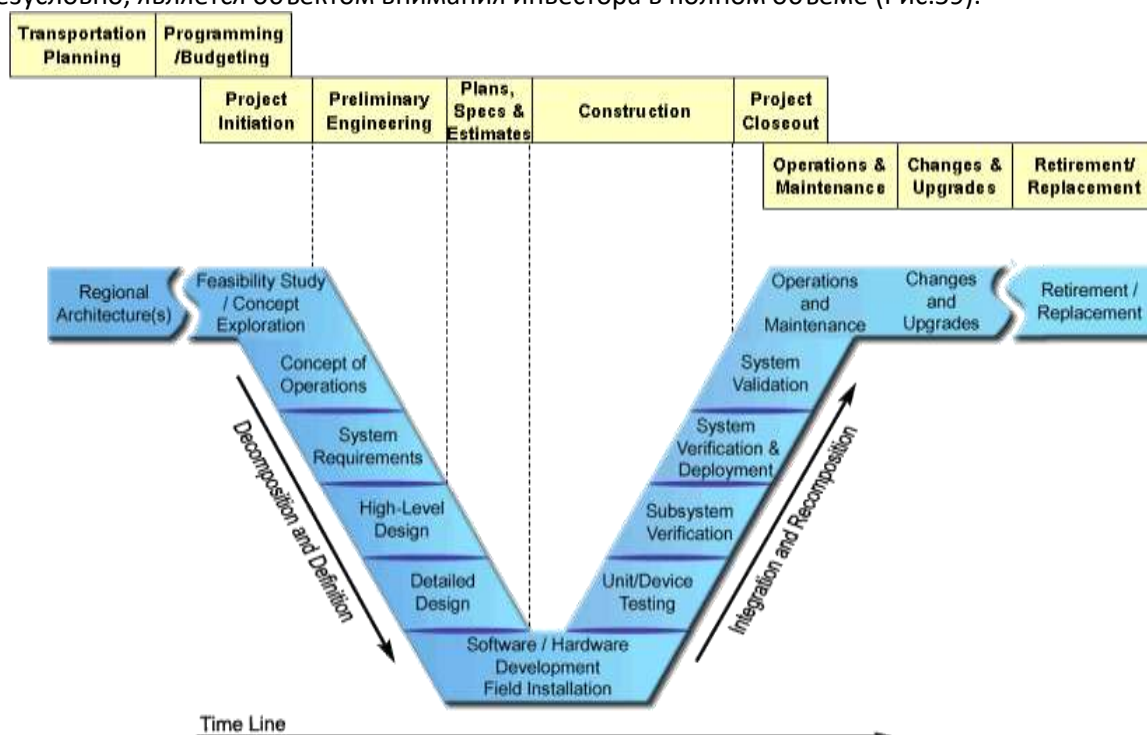 езусловно, является объектом внимания инвестора в полном объеме (Рис.
Transportation
Planning
Programming
/Budgeting
Project
Initiation
Preliminary
Engineering
Plans,
Specs &
Estimates
Construction
Project
Closeout
Operations &
Maintenance
Changes &
Upgrades
Retirement/
Replacement
Regional
Architecture(s)
Feasibility Study
/ Concept
Exploration
Concept of
Operations
System
Requirements
High-Level
Design
Detailed
Design
Software / Hardware
Development
Field Installation
Unit/Device
Testing
Subsystem
Verification
System
Verification &
Deployment
System
Validation
Operations
and
Maintenance
Changes
and
Upgrades
Retirement /
Replacement
Decomposition and Definition
Integration and Recomposition
Time Line